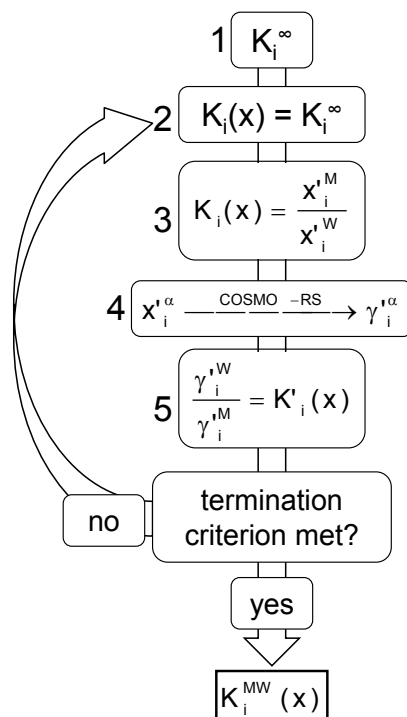 1 K_i^∞
2 K_i(x) = K_i^∞
3 K_i(x) = x'_i^M / x'_i^W
4 x'_i^α —COSMO–RS→ γ'_i^α
5 γ'_i^W / γ'_i^M = K'_i(x)
termination
criterion met?
no
yes
K_i^MW (x)